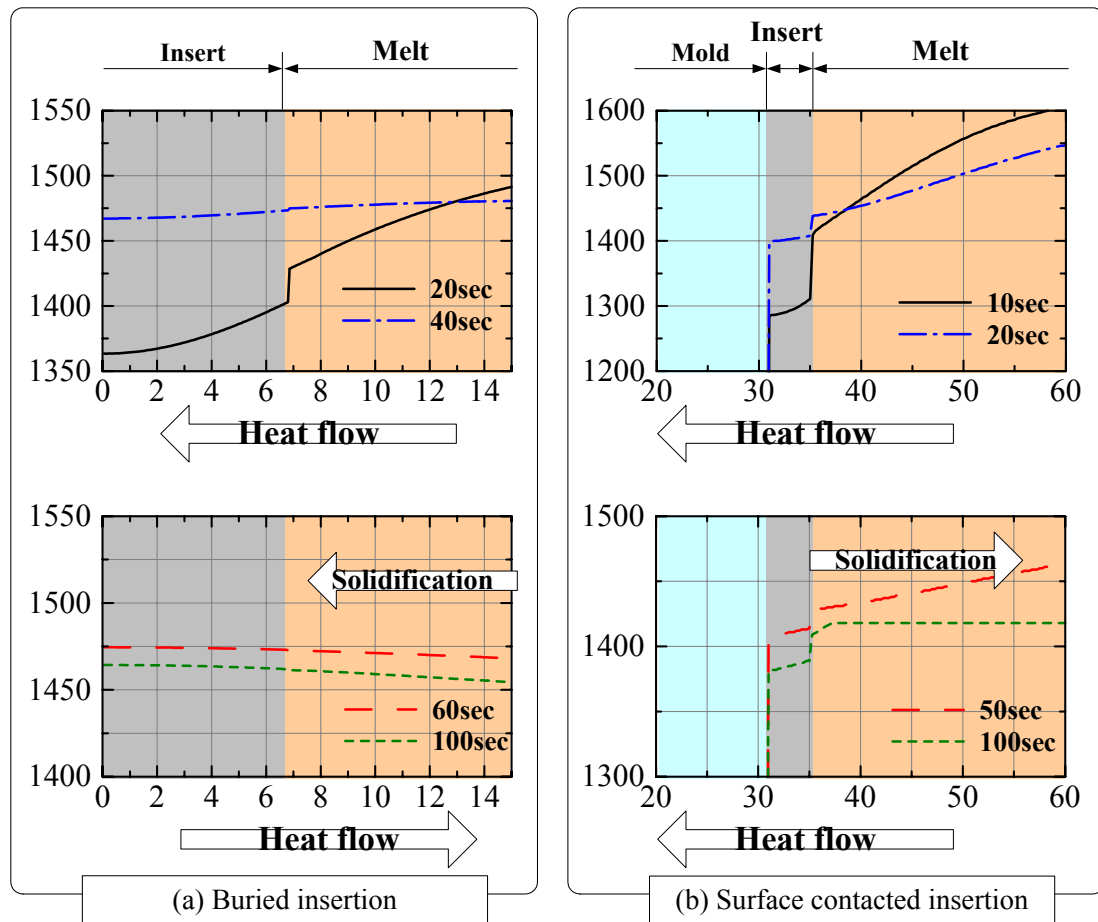 Insert
Melt
1550
1500
1450
1400
1350
20sec
40sec
0 2 4 6 8 10 12 14
Heat flow
1550
1500
1450
1400
Solidification
60sec
100sec
0 2 4 6 8 10 12 14
Heat flow
(a) Buried insertion
Insert
Mold
Melt
1600
1500
1400
1300
1200
10sec
20sec
20 30 40 50 60
Heat flow
1500
1400
1300
Solidification
50sec
100sec
20 30 40 50 60
Heat flow
(b) Surface contacted insertion